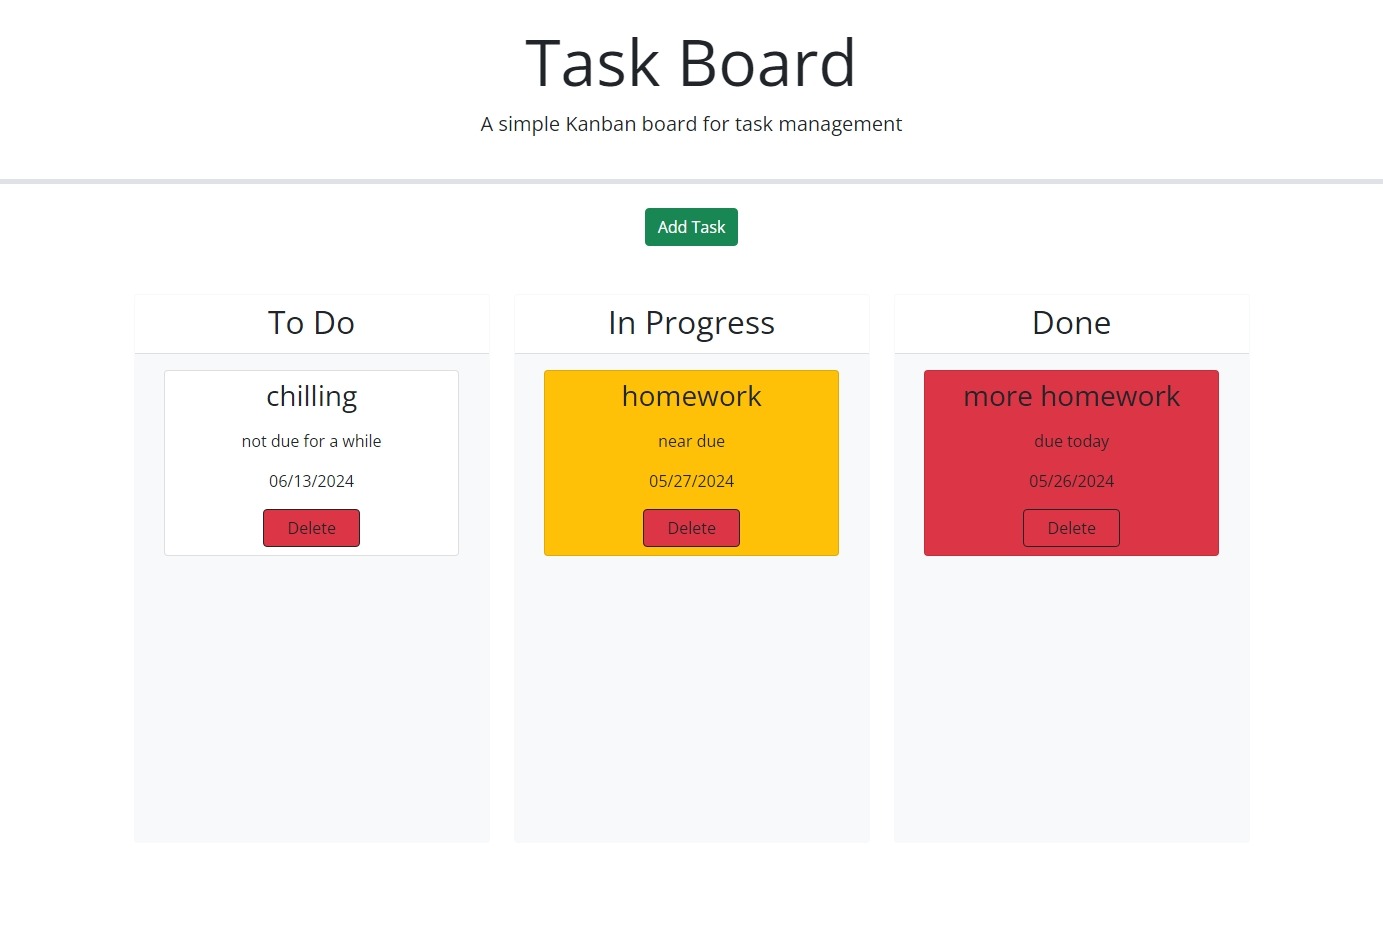 Task Board
A simple Kanban board for task management
Add Task
To Do
chilling
not due for a while
06/13/2024
Delete
In Progress
homework
near due
05/27/2024
Delete
Done
more homework
due today
05/26/2024
Delete